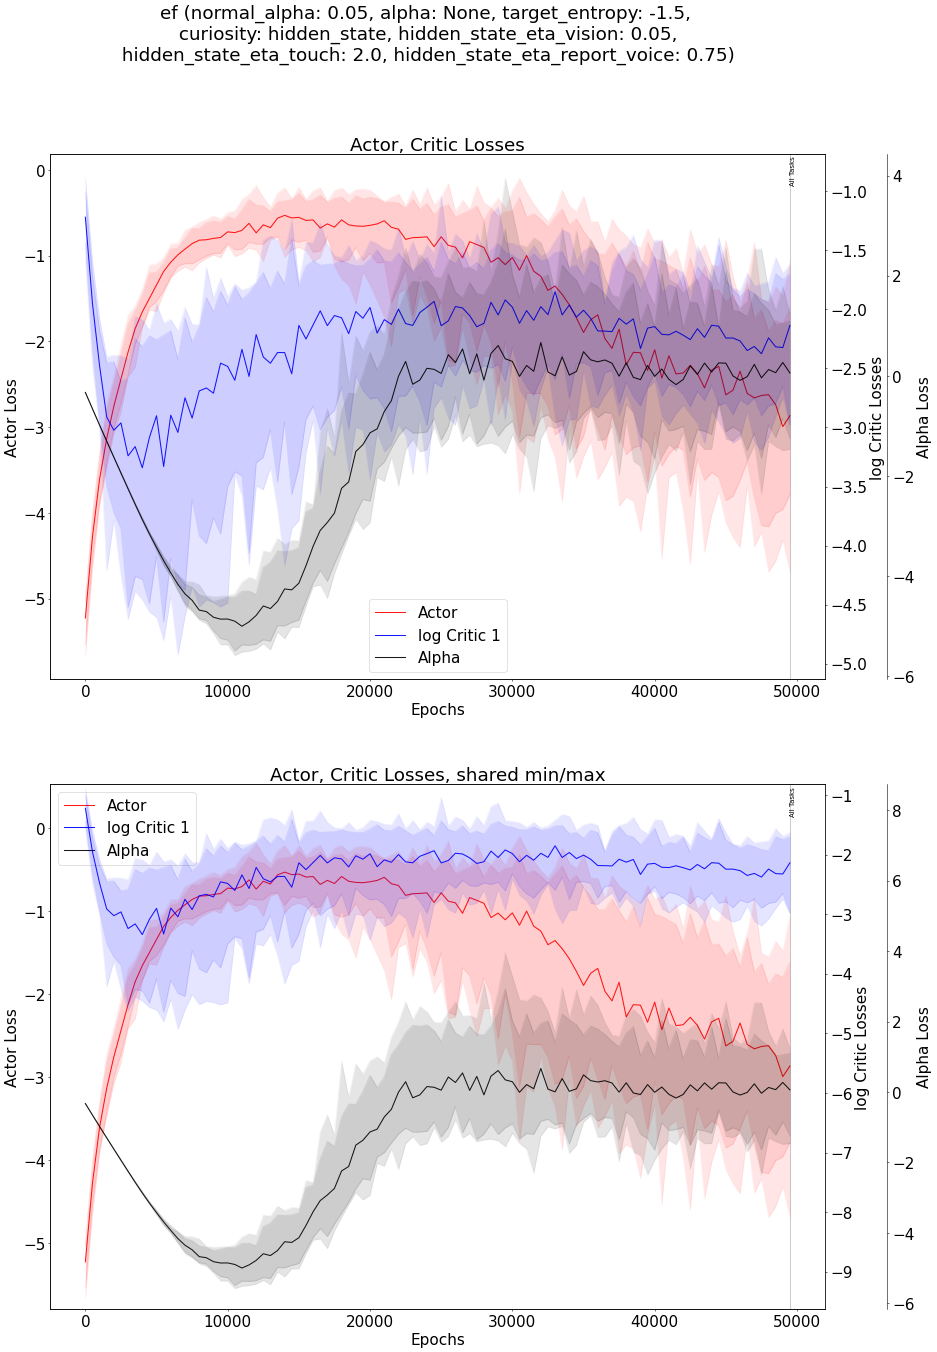 ef (normal_alpha: 0.05, alpha: None, target_entropy: -1.5,
curiosity: hidden_state, hidden_state_eta_vision: 0.05,
hidden_state_eta_touch: 2.0, hidden_state_eta_report_voice: 0.75)
Actor, Critic Losses
All Tasks
0
−1
−2
−3
−4
−5
Actor Loss
−1.0
−1.5
−2.0
−2.5
−3.0
−3.5
−4.0
−4.5
−5.0
log Critic Losses
4
2
0
−2
−4
−6
Alpha Loss
Actor
log Critic 1
Alpha
0
10000
20000
30000
40000
50000
Epochs
Actor, Critic Losses, shared min/max
All Tasks
Actor
log Critic 1
Alpha
0
−1
−2
−3
−4
−5
Actor Loss
−1
−2
−3
−4
−5
−6
−7
−8
−9
log Critic Losses
8
6
4
2
0
−2
−4
−6
Alpha Loss
0
10000
20000
30000
40000
50000
Epochs